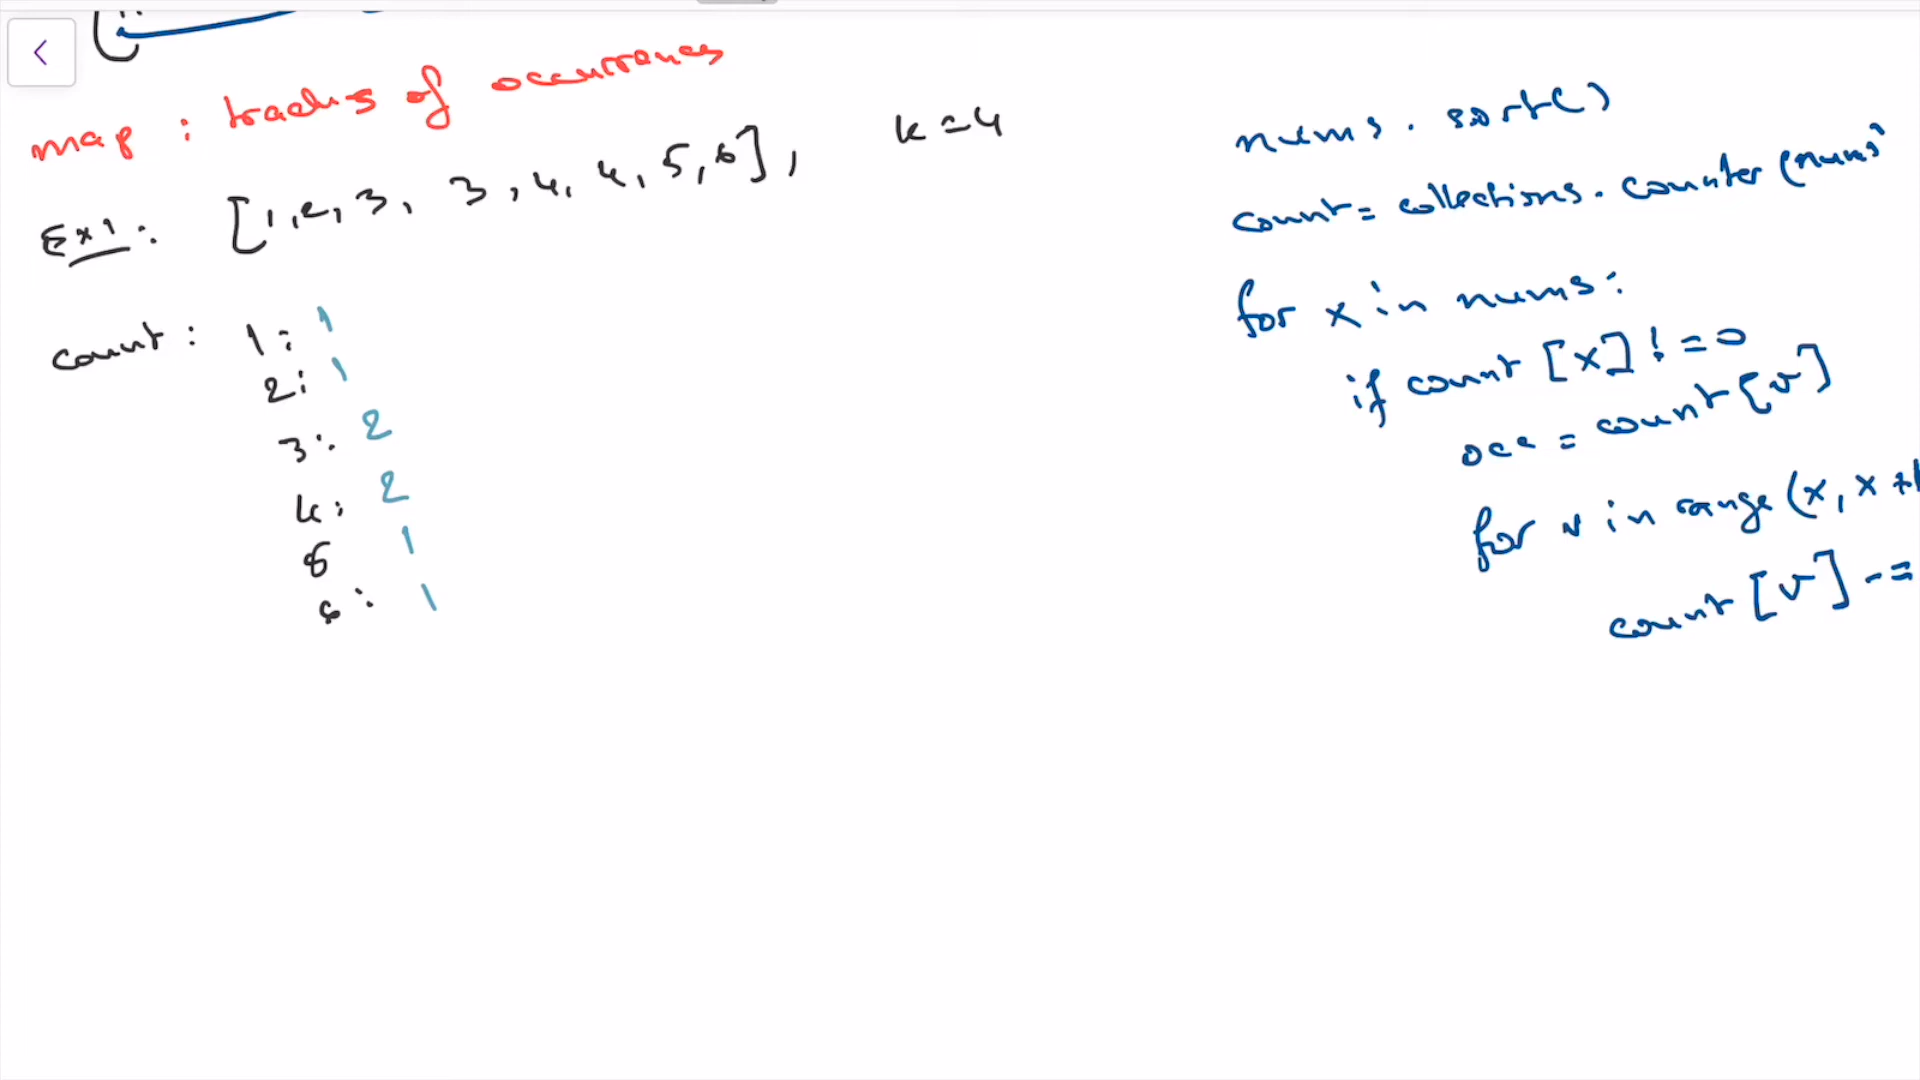 map : tracks of occurrences
Ex1 : [1,2,3, 3,4,4,5,6], k=4
count : 1: 1
2: 1
3: 2
4: 2
5 1
6: 1
nums.sort()
count = collections.counter(nums)
for x in nums:
if count [x] != 0
occ = count[v]
for v in range (x, x+
count [v] -=